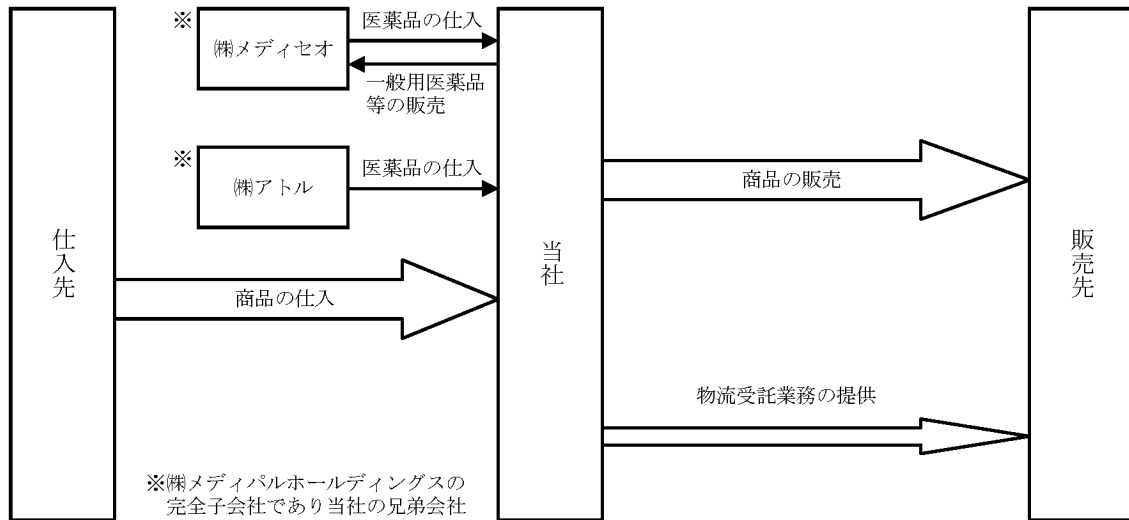 ※
㈱メディセオ
医薬品の仕入
一般用医薬品
等の販売
※
㈱アトル
医薬品の仕入
商品の販売
仕入先
当社
販売先
商品の仕入
物流受託業務の提供
※㈱メディパルホールディングスの
完全子会社であり当社の兄弟会社